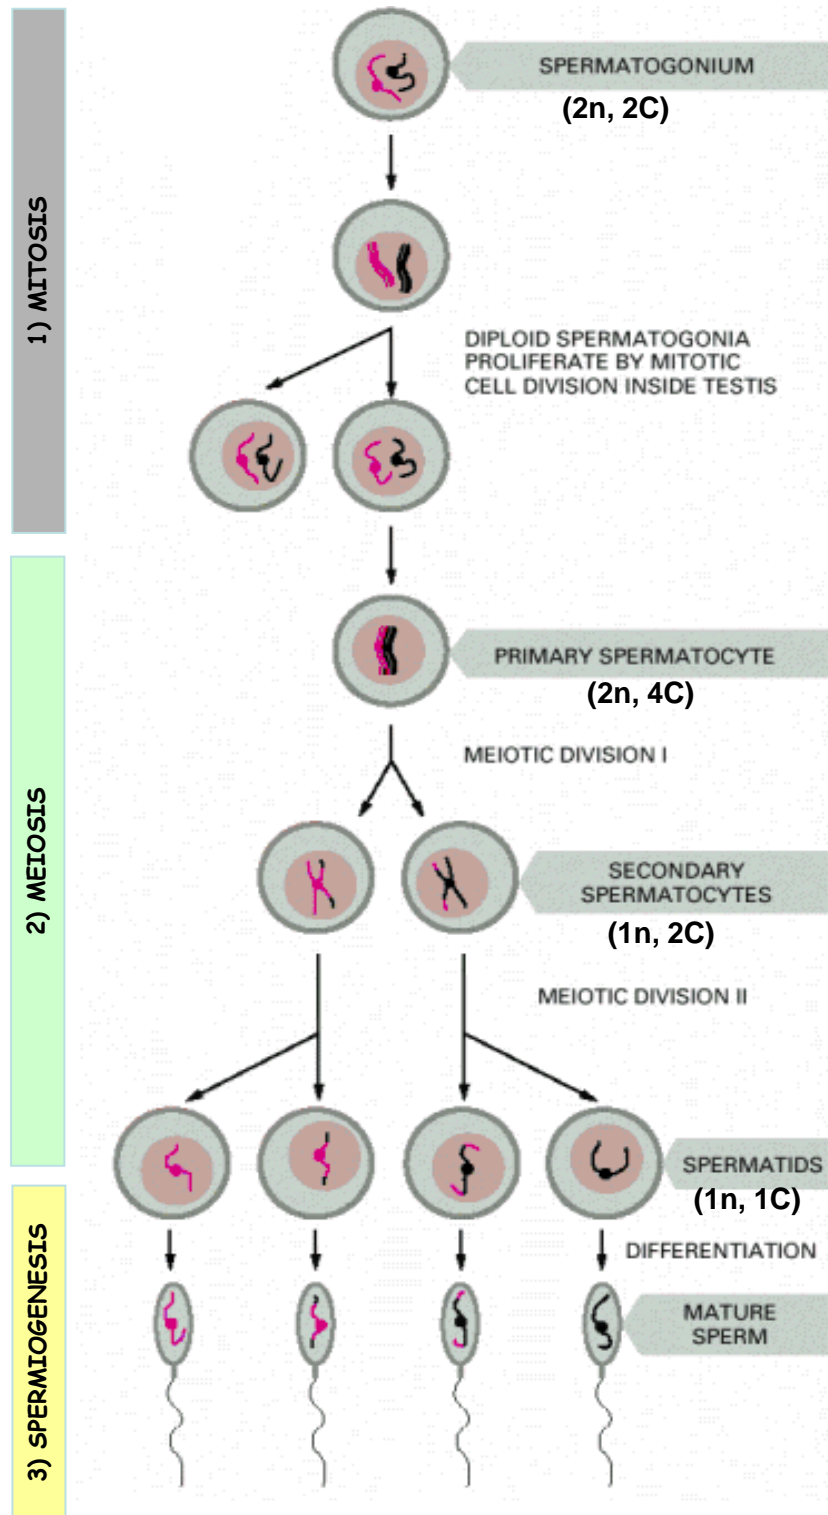 1) MITOSIS
SPERMATOGONIUM
(2n, 2C)
DIPLOID SPERMATOGONIA
PROLIFERATE BY MITOTIC
CELL DIVISION INSIDE TESTIS
2) MEIOSIS
PRIMARY SPERMATOCYTE
(2n, 4C)
MEIOTIC DIVISION I
SECONDARY
SPERMATOCYTES
(1n, 2C)
MEIOTIC DIVISION II
SPERMATIDS
(1n, 1C)
3) SPERMIOGENESIS
DIFFERENTIATION
MATURE
SPERM